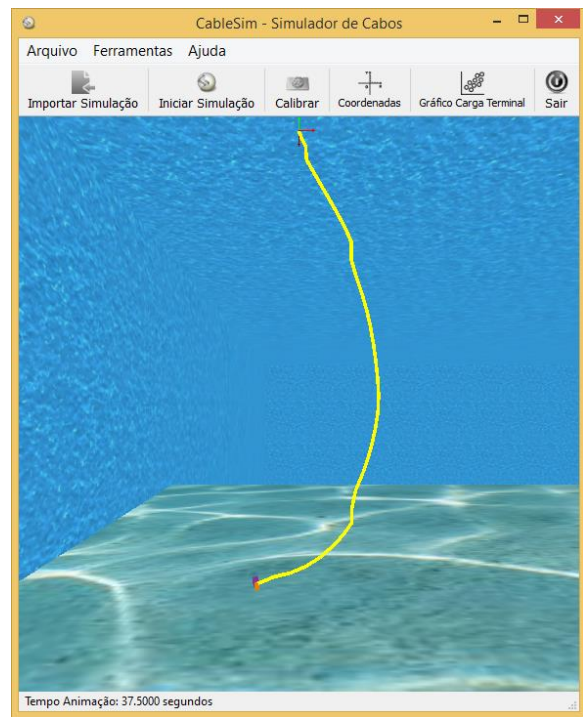 CableSim - Simulador de Cabos
Arquivo Ferramentas Ajuda
Importar Simulação Iniciar Simulação Calibrar Coordenadas Gráfico Carga Terminal Sair
Tempo Animação: 37.5000 segundos